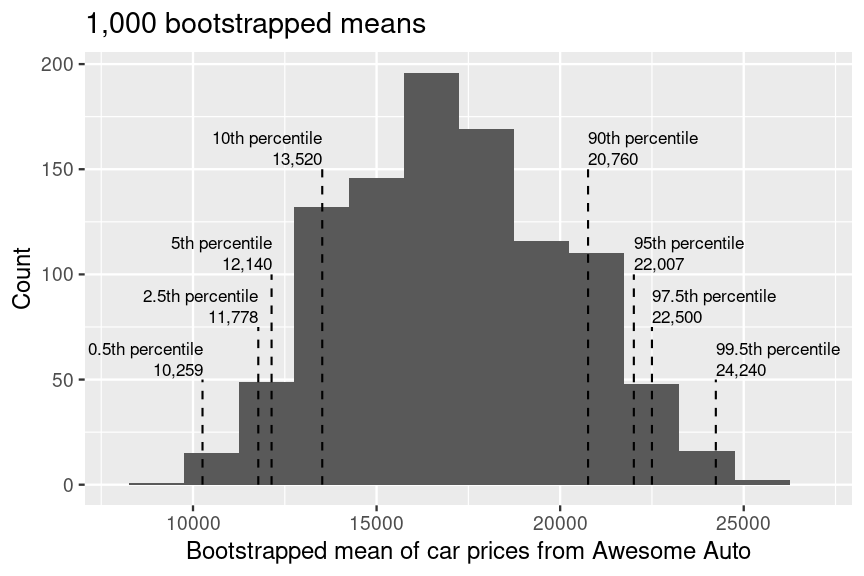 1,000 bootstrapped means
200
150
100
50
0
Count
10th percentile
13,520
90th percentile
20,760
5th percentile
12,140
95th percentile
22,007
2.5th percentile
11,778
97.5th percentile
22,500
0.5th percentile
10,259
99.5th percentile
24,240
10000
15000
20000
25000
Bootstrapped mean of car prices from Awesome Auto